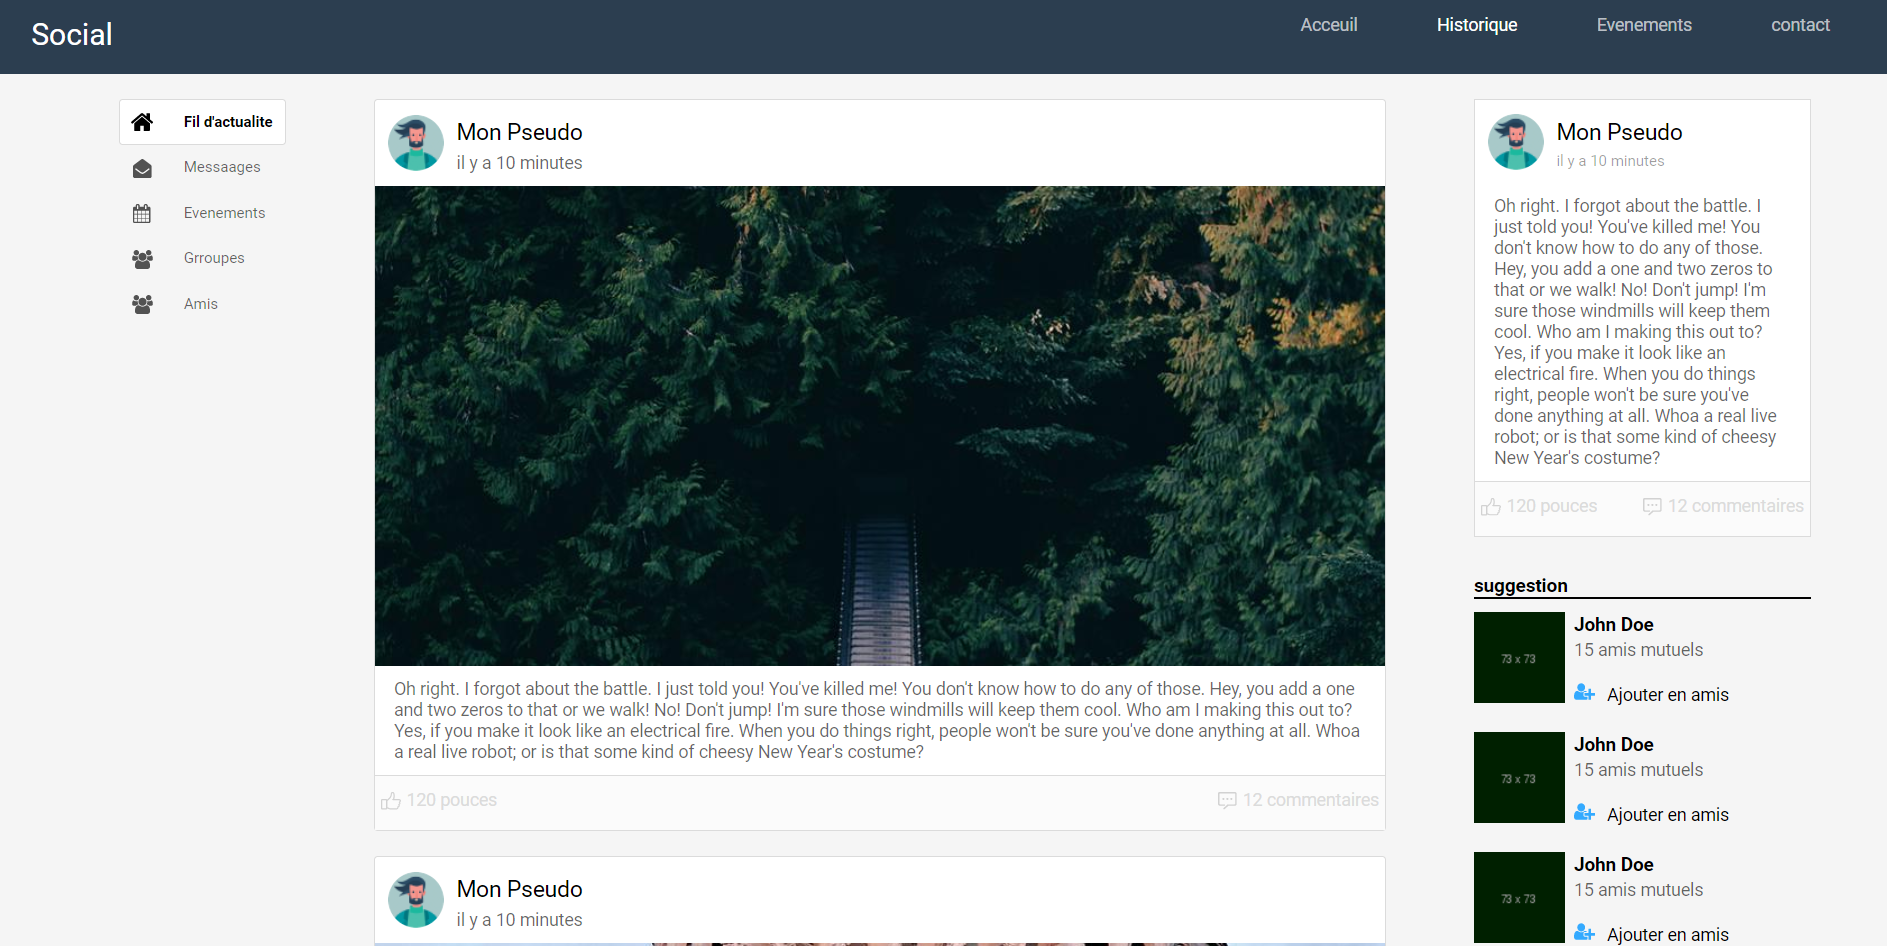 Social
Acceuil
Historique
Evenements
contact
Fil d'actualite
Messaages
Evenements
Grroupes
Amis
Mon Pseudo
il y a 10 minutes
Oh right. I forgot about the battle. I just told you! You've killed me! You don't know how to do any of those. Hey, you add a one
and two zeros to that or we walk! No! Don't jump! I'm sure those windmills will keep them cool. Who am I making this out to?
Yes, if you make it look like an electrical fire. When you do things right, people won't be sure you've done anything at all. Whoa
a real live robot; or is that some kind of cheesy New Year's costume?
120 pouces
12 commentaires
Mon Pseudo
il y a 10 minutes
Mon Pseudo
il y a 10 minutes
Oh right. I forgot about the battle. I
just told you! You've killed me! You
don't know how to do any of those.
Hey, you add a one and two zeros to
that or we walk! No! Don't jump! I'm
sure those windmills will keep them
cool. Who am I making this out to?
Yes, if you make it look like an
electrical fire. When you do things
right, people won't be sure you've
done anything at all. Whoa a real live
robot; or is that some kind of cheesy
New Year's costume?
120 pouces
12 commentaires
suggestion
73 x 73
John Doe
15 amis mutuels
Ajouter en amis
73 x 73
John Doe
15 amis mutuels
Ajouter en amis
73 x 73
John Doe
15 amis mutuels
Ajouter en amis